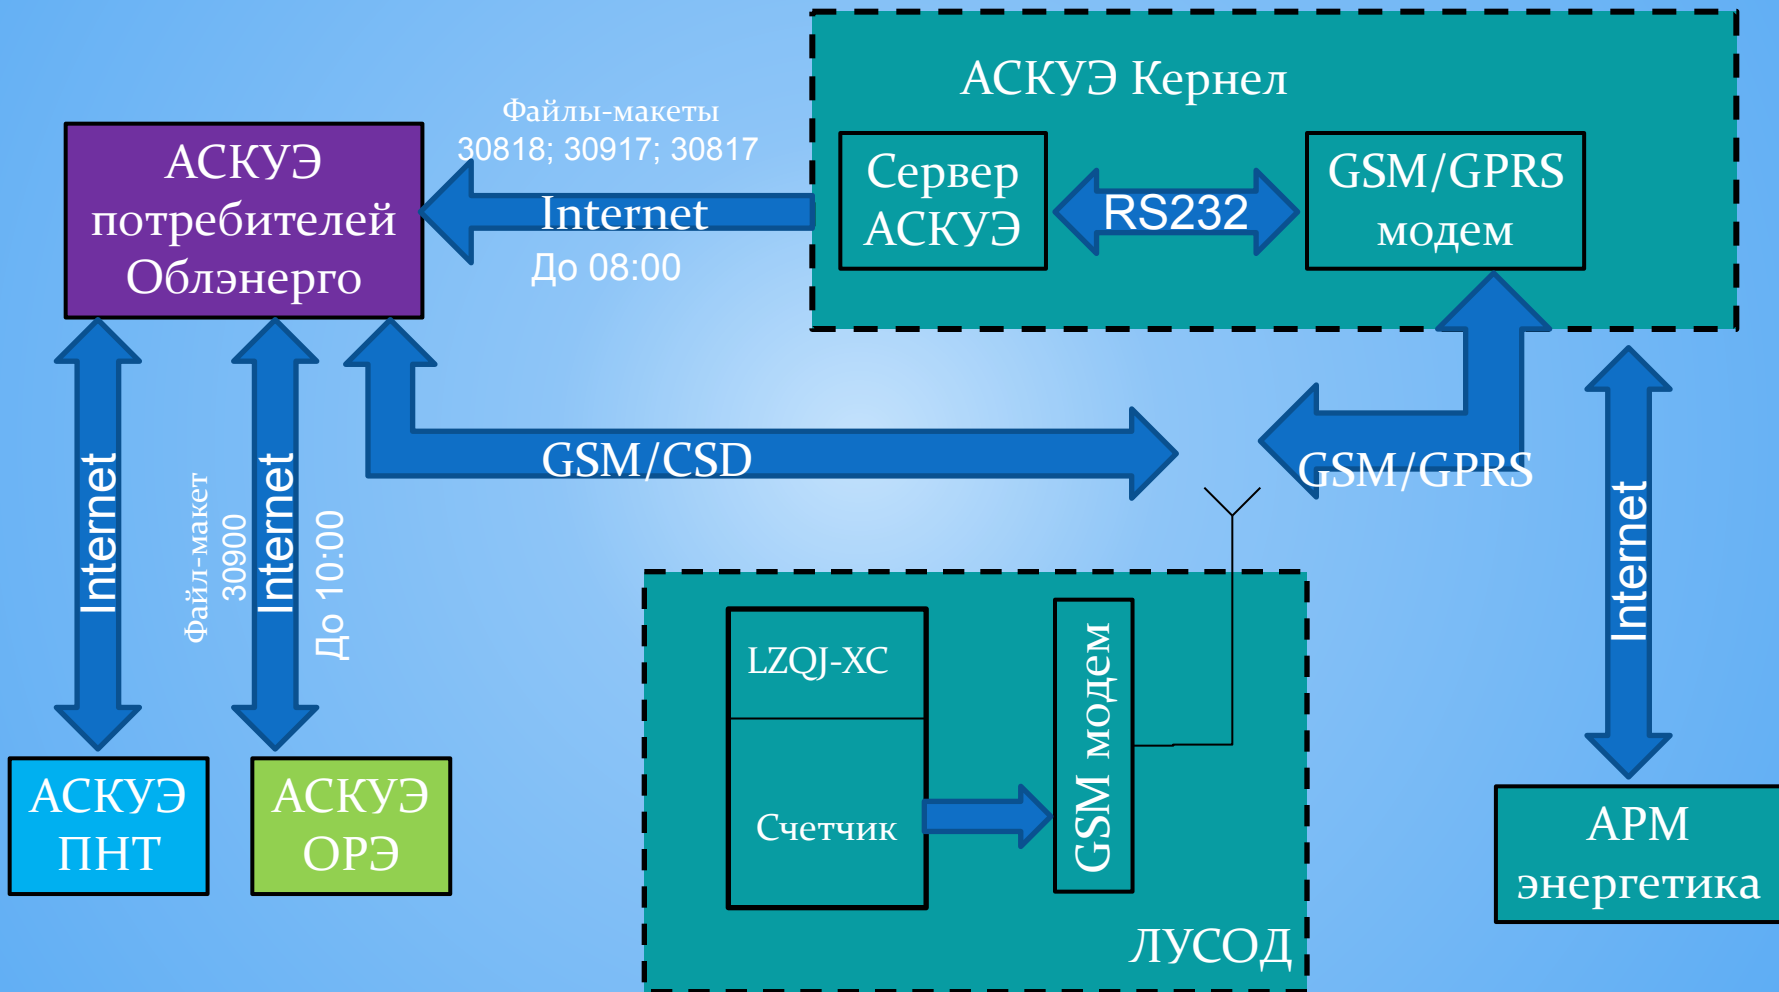 АСКУЭ Кернел
Файлы-макеты
30818; 30917; 30817
АСКУЭ
потребителей
Облэнерго
Internet
До 08:00
Сервер
АСКУЭ
RS232
GSM/GPRS
модем
GSM/CSD
GSM/GPRS
Internet
Файл-макет
30900
Internet
До 10:00
Internet
LZQJ-XC
Счетчик
GSM модем
ЛУСОД
АСКУЭ
ПНТ
АСКУЭ
ОРЭ
АРМ
энергетика